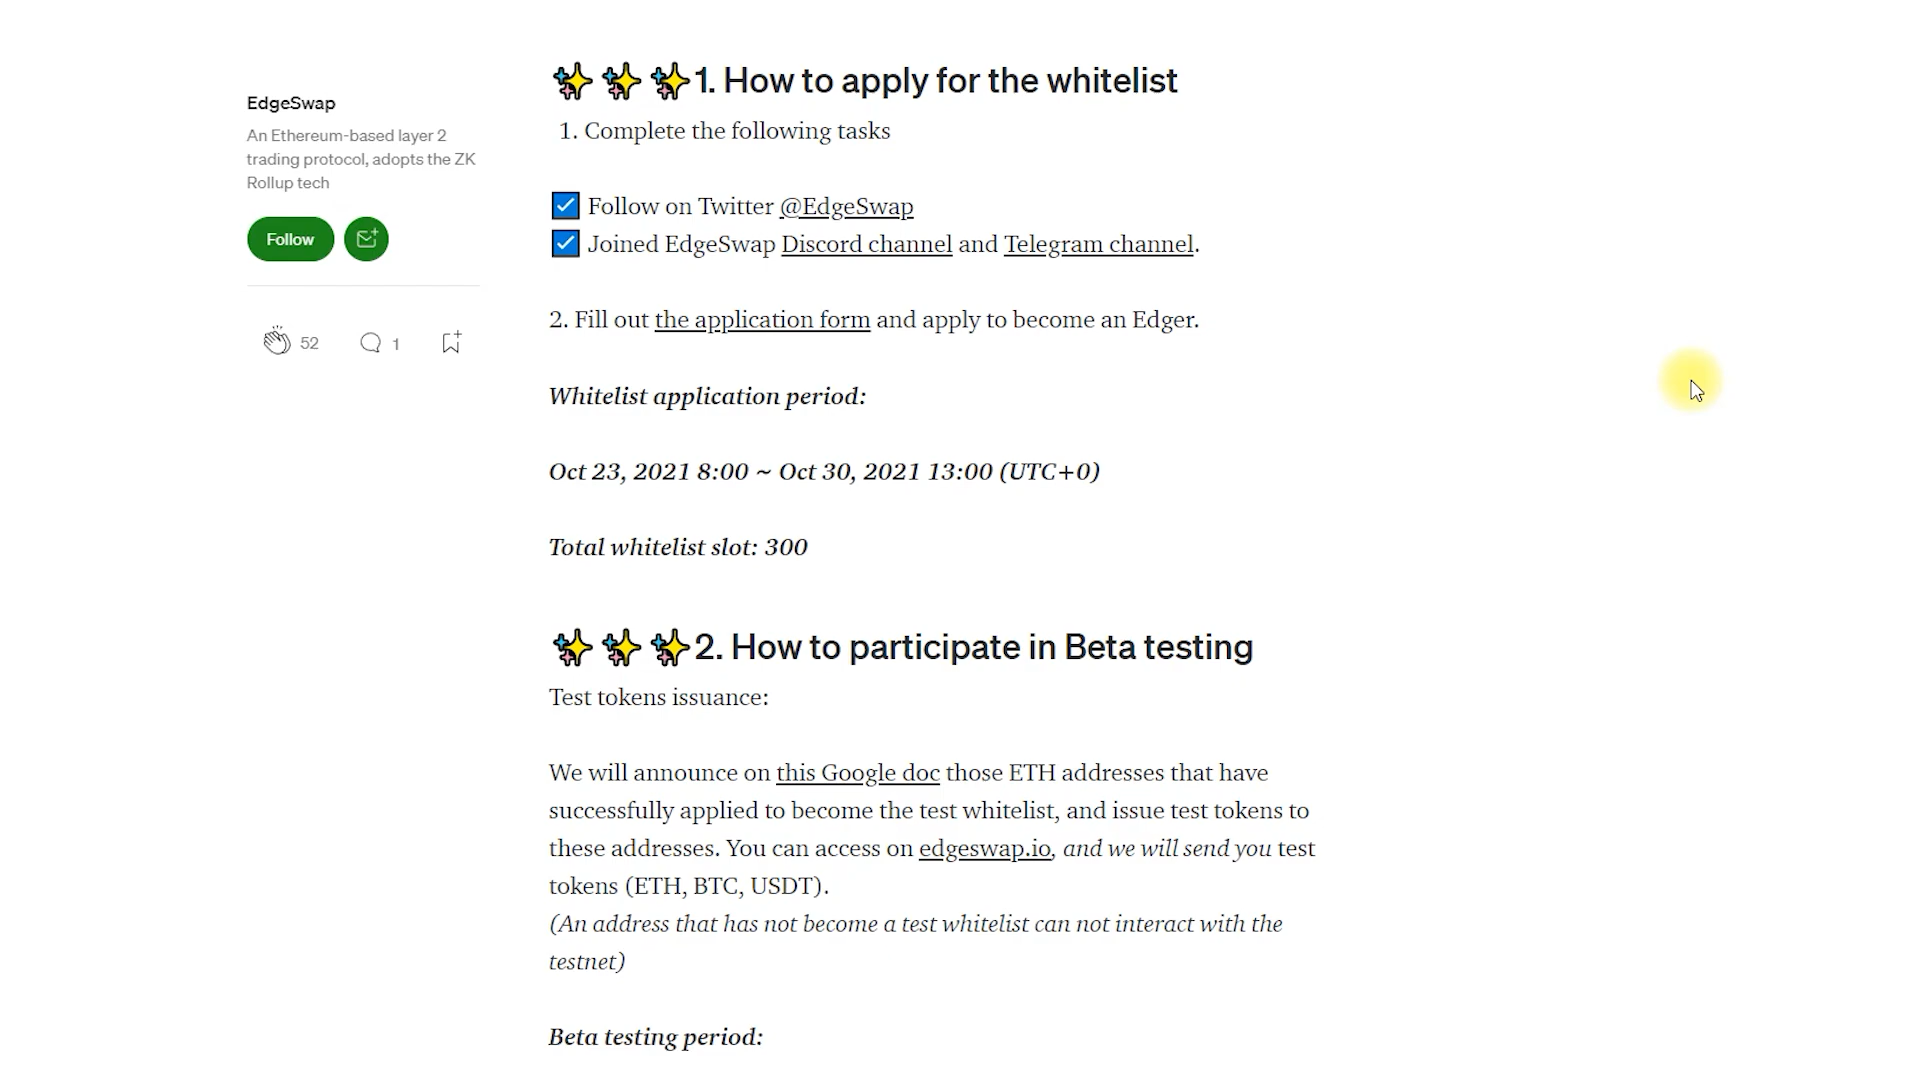 EdgeSwap
An Ethereum-based layer 2
trading protocol, adopts the ZK
Rollup tech
Follow
52
1
1. How to apply for the whitelist
1. Complete the following tasks
Follow on Twitter @EdgeSwap
Joined EdgeSwap Discord channel and Telegram channel.
2. Fill out the application form and apply to become an Edger.
Whitelist application period:
Oct 23, 2021 8:00 ~ Oct 30, 2021 13:00 (UTC+0)
Total whitelist slot: 300
2. How to participate in Beta testing
Test tokens issuance:
We will announce on this Google doc those ETH addresses that have
successfully applied to become the test whitelist, and issue test tokens to
these addresses. You can access on edgeswap.io, and we will send you test
tokens (ETH, BTC, USDT).
(An address that has not become a test whitelist can not interact with the
testnet)
Beta testing period: